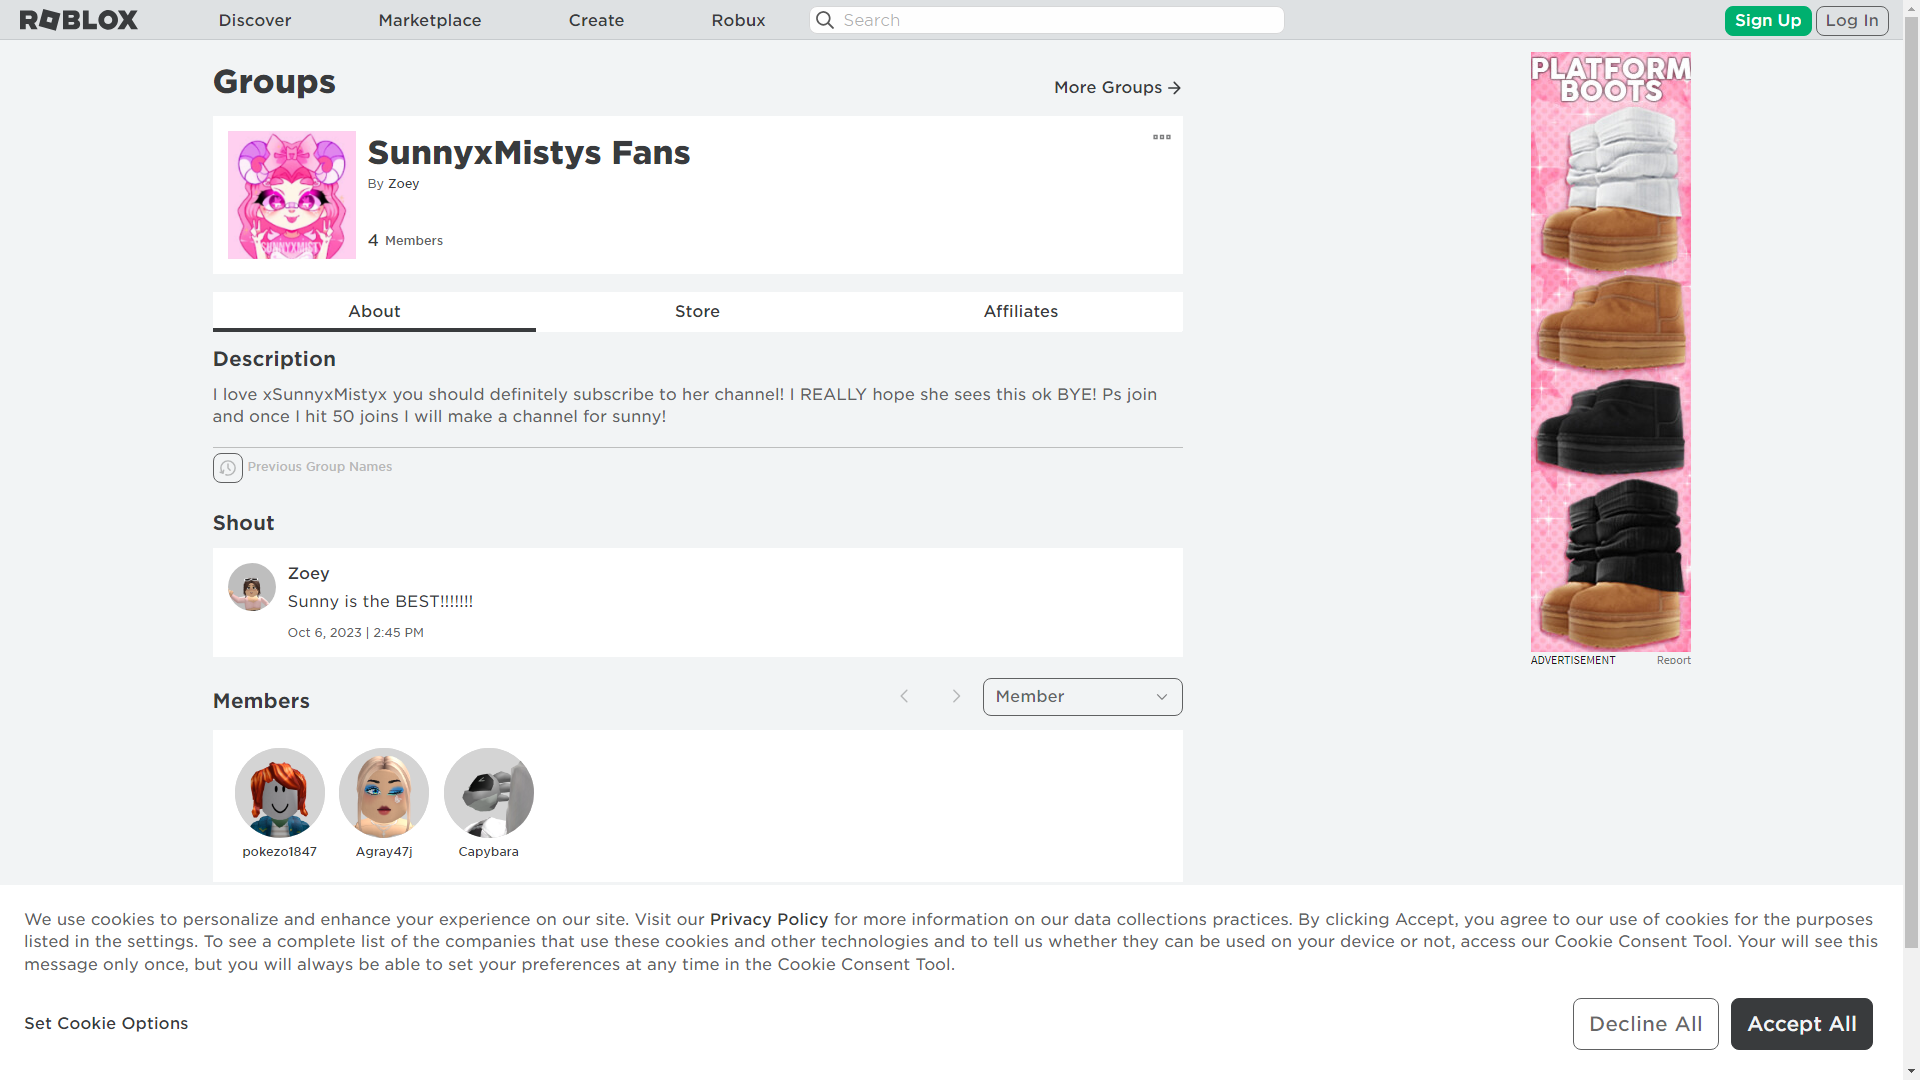 ROBLOX
Discover
Marketplace
Create
Robux
Search
Sign Up
Log In
Groups
More Groups
SunnyxMistys Fans
By Zoey
4 Members
SUNNYXMISTY
About
Store
Affiliates
Description
I love xSunnyxMistyx you should definitely subscribe to her channel! I REALLY hope she sees this ok BYE! Ps join
and once I hit 50 joins I will make a channel for sunny!
Previous Group Names
Shout
Zoey
Sunny is the BEST!!!!!!!
Oct 6, 2023 | 2:45 PM
Members
Member
pokezo1847
Agray47j
Capybara
PLATFORM
BOOTS
ADVERTISEMENT
Report
We use cookies to personalize and enhance your experience on our site. Visit our Privacy Policy for more information on our data collections practices. By clicking Accept, you agree to our use of cookies for the purposes
listed in the settings. To see a complete list of the companies that use these cookies and other technologies and to tell us whether they can be used on your device or not, access our Cookie Consent Tool. Your will see this
message only once, but you will always be able to set your preferences at any time in the Cookie Consent Tool.
Set Cookie Options
Decline All
Accept All